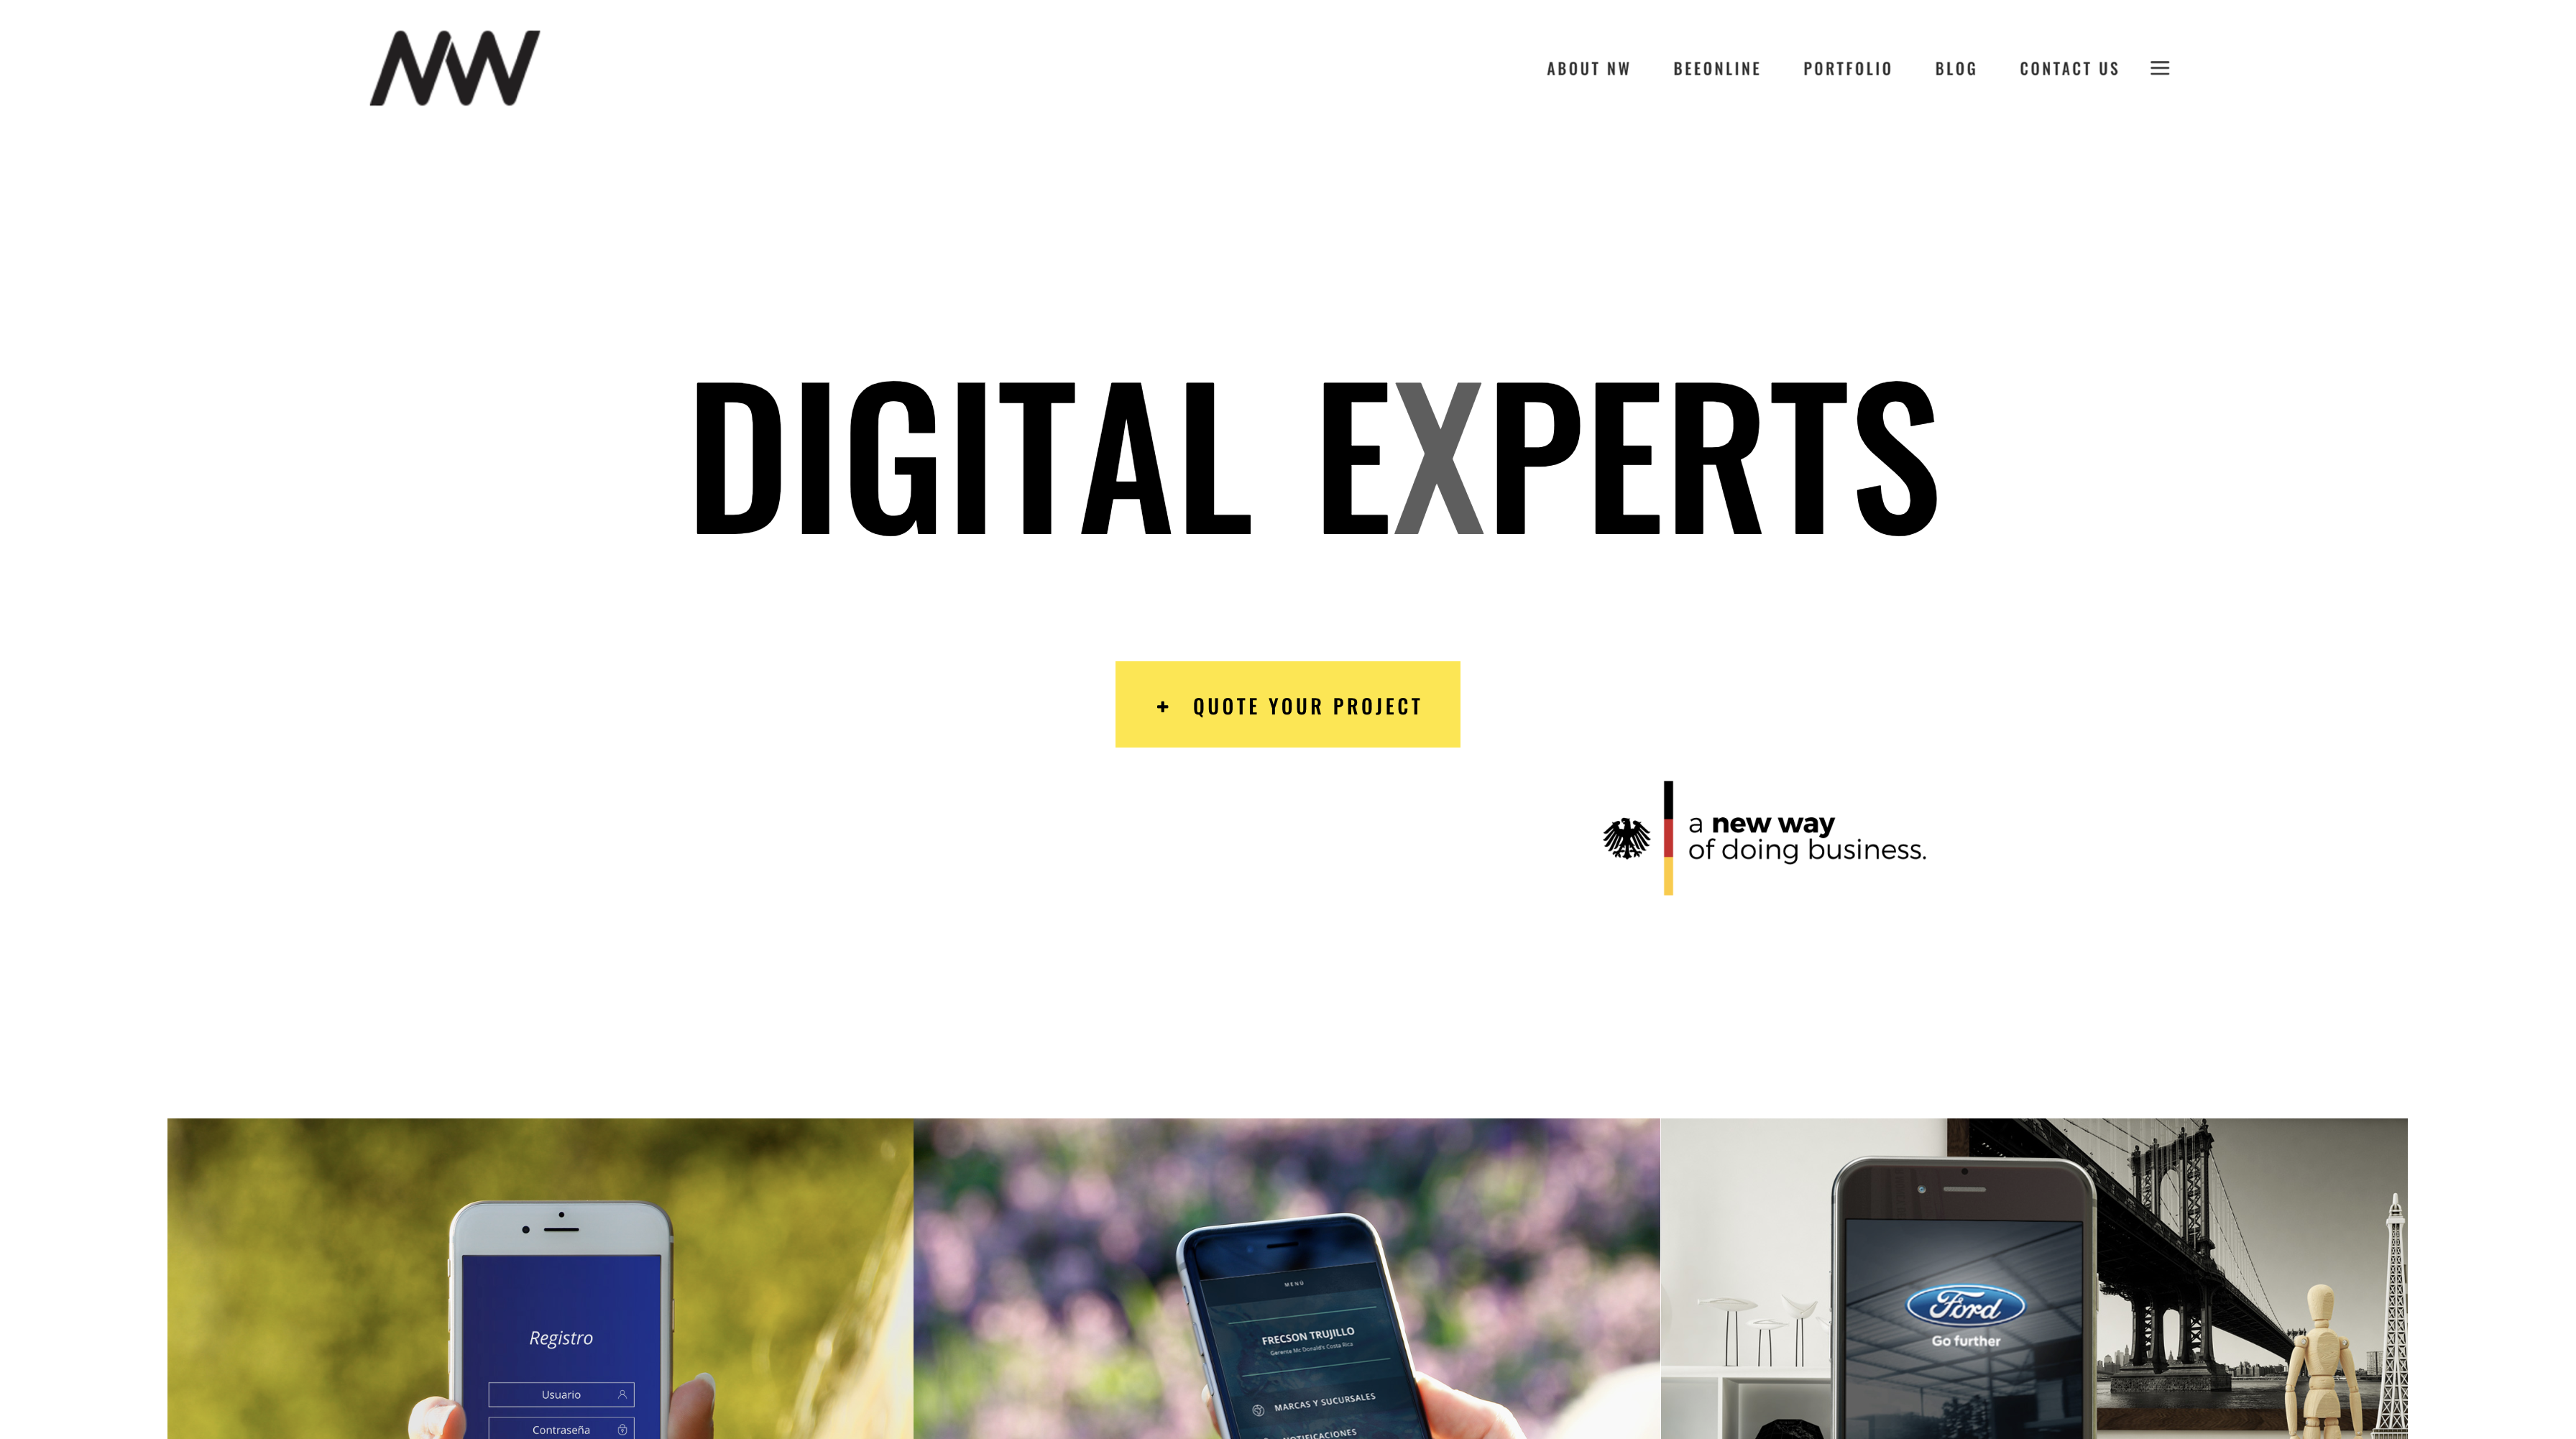 NW
ABOUT NW
BEEONLINE
PORTFOLIO
BLOG
CONTACT US
DIGITAL EXPERTS
+ QUOTE YOUR PROJECT
a new way
of doing business.
Registro
Usuario
Contraseña
MENÚ
FRECSON TRUJILLO
Gerente Mc Donald's Costa Rica
MARCAS Y SUCURSALES
NOTIFICACIONES
Ford
Go further